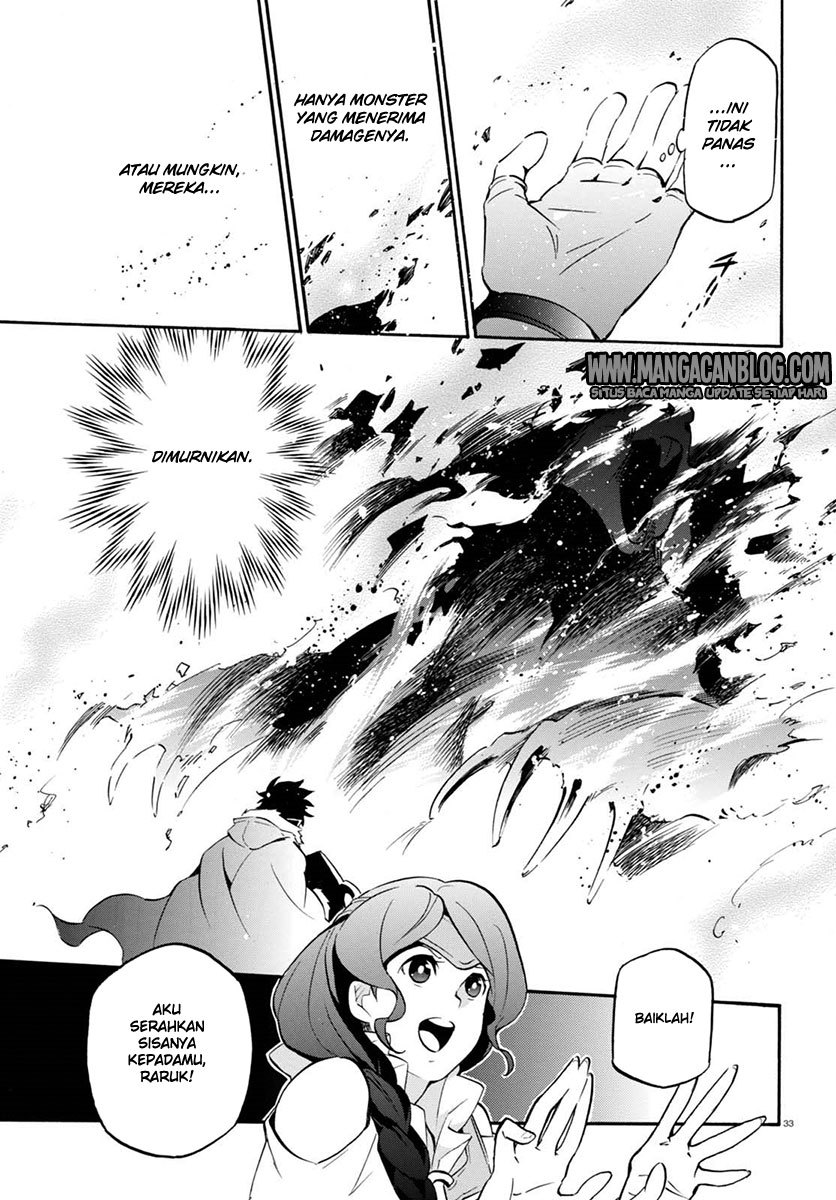 ...INI
TIDAK
PANAS
...
HANYA MONSTER
YANG MENERIMA
DAMAGENYA.
ATAU MUNGKIN,
MEREKA...
WWW.MANGACANBLOG.COM
SITUS BACA MANGA UPDATE SETIAP HARI
DIMURNIKAN.
BAIKLAH!
AKU
SERAHKAN
SISANYA
KEPADAMU,
RARUK!
33